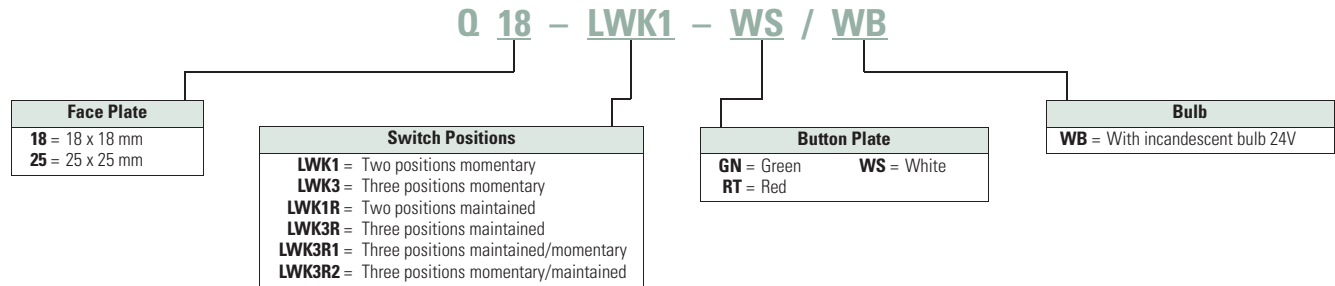 Q 18 – LWK1 – WS / WB
Face Plate
18 = 18 x 18 mm
25 = 25 x 25 mm
Switch Positions
LWK1 = Two positions momentary
LWK3 = Three positions momentary
LWK1R = Two positions maintained
LWK3R = Three positions maintained
LWK3R1 = Three positions maintained/momentary
LWK3R2 = Three positions momentary/maintained
Button Plate
GN = Green WS = White
RT = Red
Bulb
WB = With incandescent bulb 24V